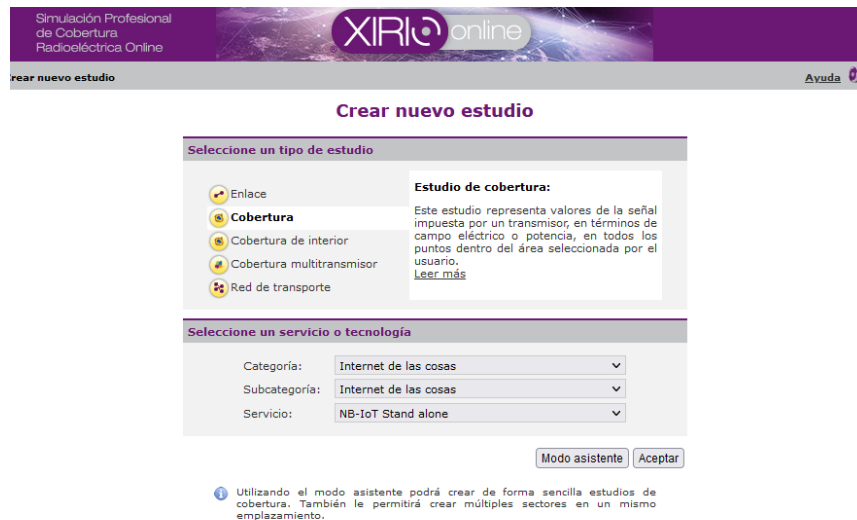 Simulación Profesional
de Cobertura
Radioeléctrica Online
XIRIO online
rear nuevo estudio
Ayuda
Crear nuevo estudio
Seleccione un tipo de estudio
Enlace
Cobertura
Cobertura de interior
Cobertura multitransmisor
Red de transporte
Estudio de cobertura:
Este estudio representa valores de la señal
impuesta por un transmisor, en términos de
campo eléctrico o potencia, en todos los
puntos dentro del área seleccionada por el
usuario.
Leer más
Seleccione un servicio o tecnología
Categoría: Internet de las cosas
Subcategoría: Internet de las cosas
Servicio: NB-IoT Stand alone
Modo asistente Aceptar
Utilizando el modo asistente podrá crear de forma sencilla estudios de
cobertura. También le permitirá crear múltiples sectores en un mismo
emplazamiento.